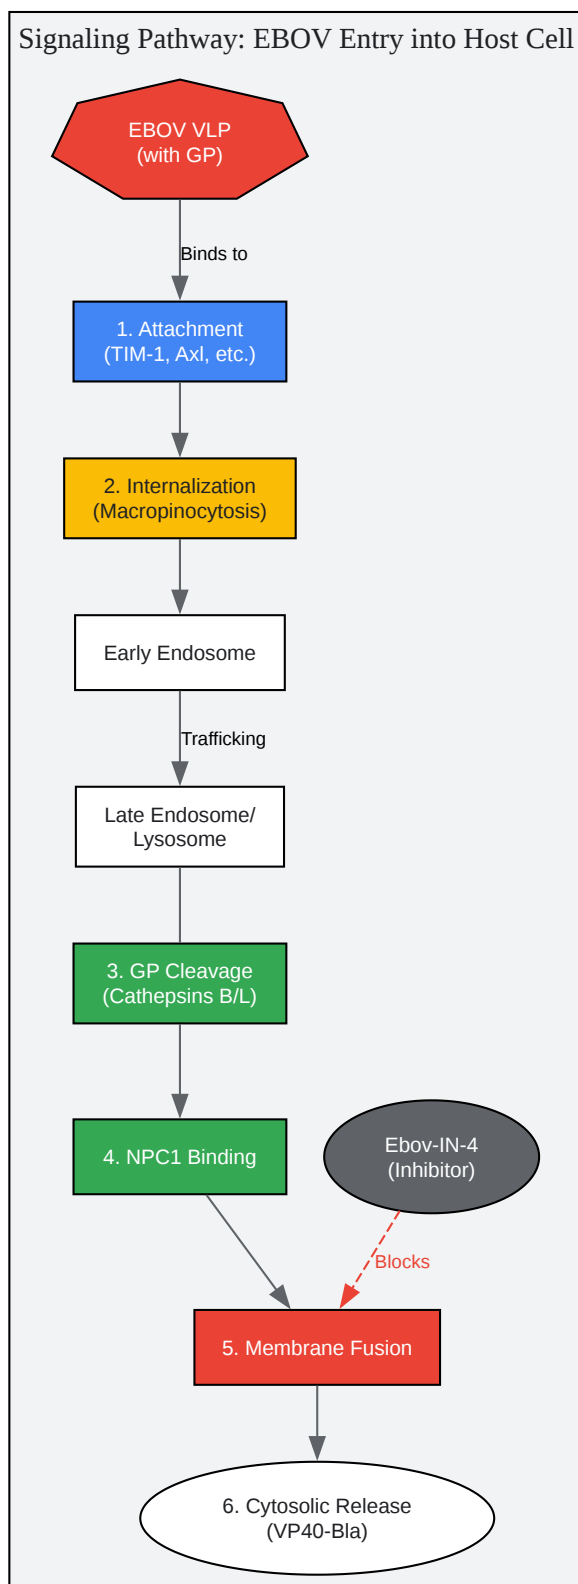 Signaling Pathway: EBOV Entry into Host Cell
EBOV VLP
(with GP)
Binds to
1. Attachment
(TIM-1, Axl, etc.)
2. Internalization
(Macropinocytosis)
Early Endosome
Trafficking
Late Endosome/
Lysosome
3. GP Cleavage
(Cathepsins B/L)
4. NPC1 Binding
Ebov-IN-4
(Inhibitor)
Blocks
5. Membrane Fusion
6. Cytosolic Release
(VP40-Bla)